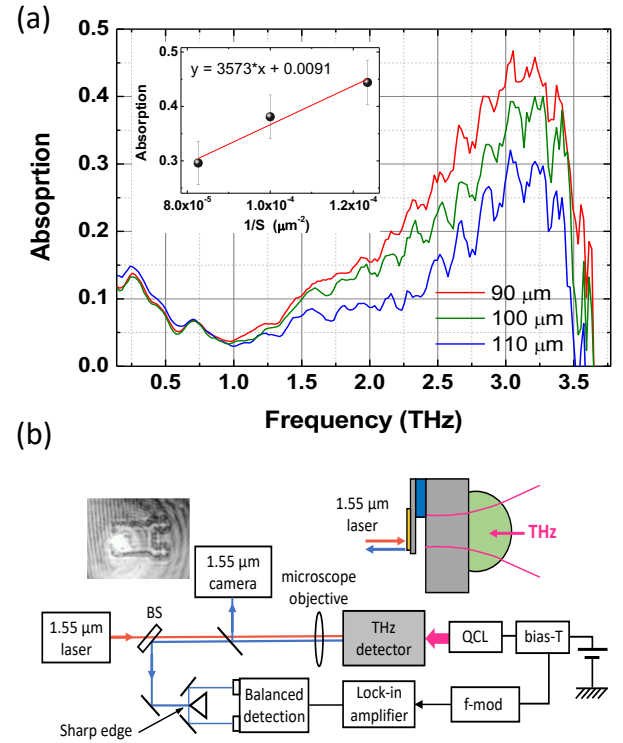 (a)
Absoprtion
0.5
0.4
0.3
0.2
0.1
0.0
0.5
1.0
1.5
2.0
2.5
3.0
3.5
Frequency (THz)
y = 3573*x + 0.0091
Absorption
0.5
0.4
0.3
8.0x10⁻⁵
1.0x10⁻⁴
1.2x10⁻⁴
1/S (μm⁻²)
90 μm
100 μm
110 μm
(b)
1.55 μm
laser
THz
1.55 μm
camera
microscope
objective
BS
1.55 μm
laser
THz
detector
QCL
bias-T
Sharp edge
Balanced
detection
Lock-in
amplifier
f-mod